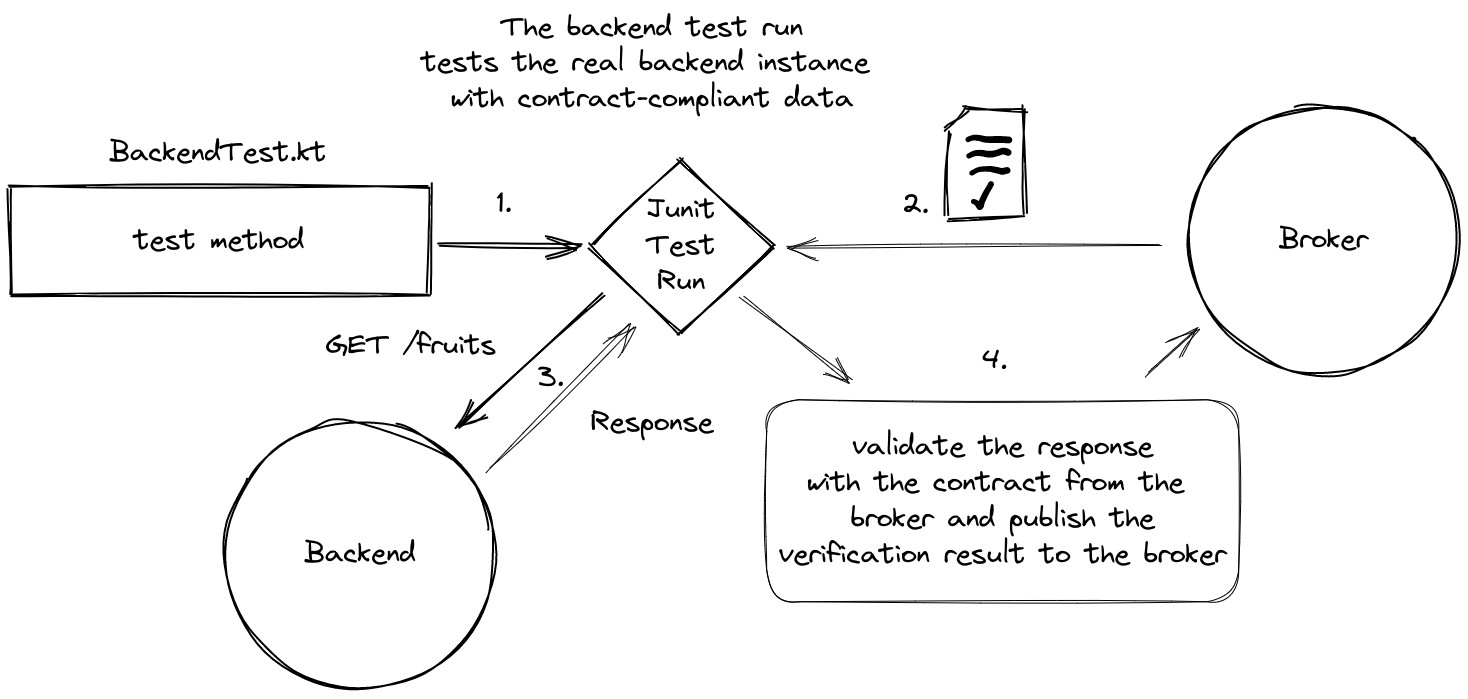 The backend test run
tests the real backend instance
with contract-compliant data
BackendTest.kt
test method
1.
Junit
Test
Run
2.
Broker
GET /fruits
3.
Response
Backend
4.
validate the response
with the contract from the
broker and publish the
verification result to the broker